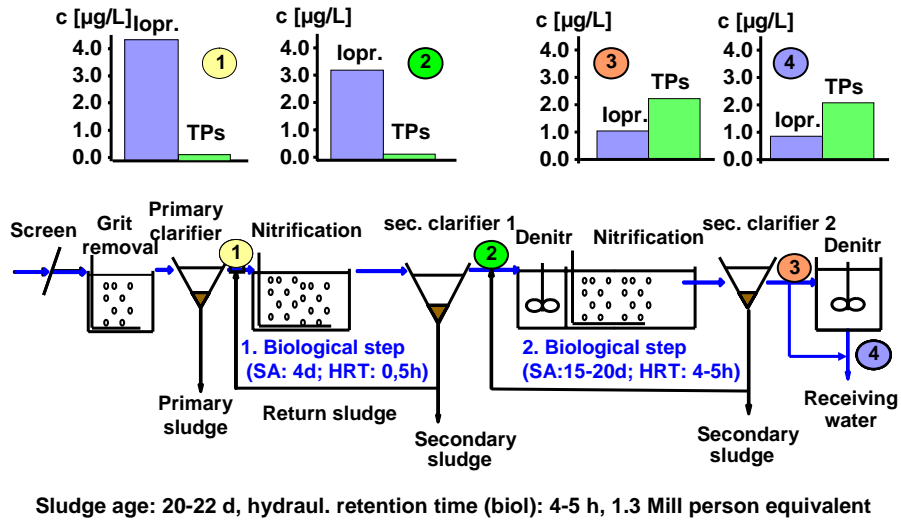 c [µg/L]
Iopr.
4.0
3.0
2.0
1.0
0.0
TPs
1
c [µg/L]
4.0
3.0
2.0
1.0
0.0
Iopr.
TPs
2
c [µg/L]
4.0
3.0
2.0
1.0
0.0
Iopr.
TPs
3
c [µg/L]
4.0
3.0
2.0
1.0
0.0
Iopr.
TPs
4
Screen
Grit
removal
Primary
clarifier
1
Nitrification
sec. clarifier 1
2
Denitr
Nitrification
sec. clarifier 2
3
Denitr
1. Biological step
(SA: 4d; HRT: 0,5h)
2. Biological step
(SA:15-20d; HRT: 4-5h)
4
Primary
sludge
Return sludge
Secondary
sludge
Secondary
sludge
Receiving
water
Sludge age: 20-22 d, hydraul. retention time (biol): 4-5 h, 1.3 Mill person equivalent